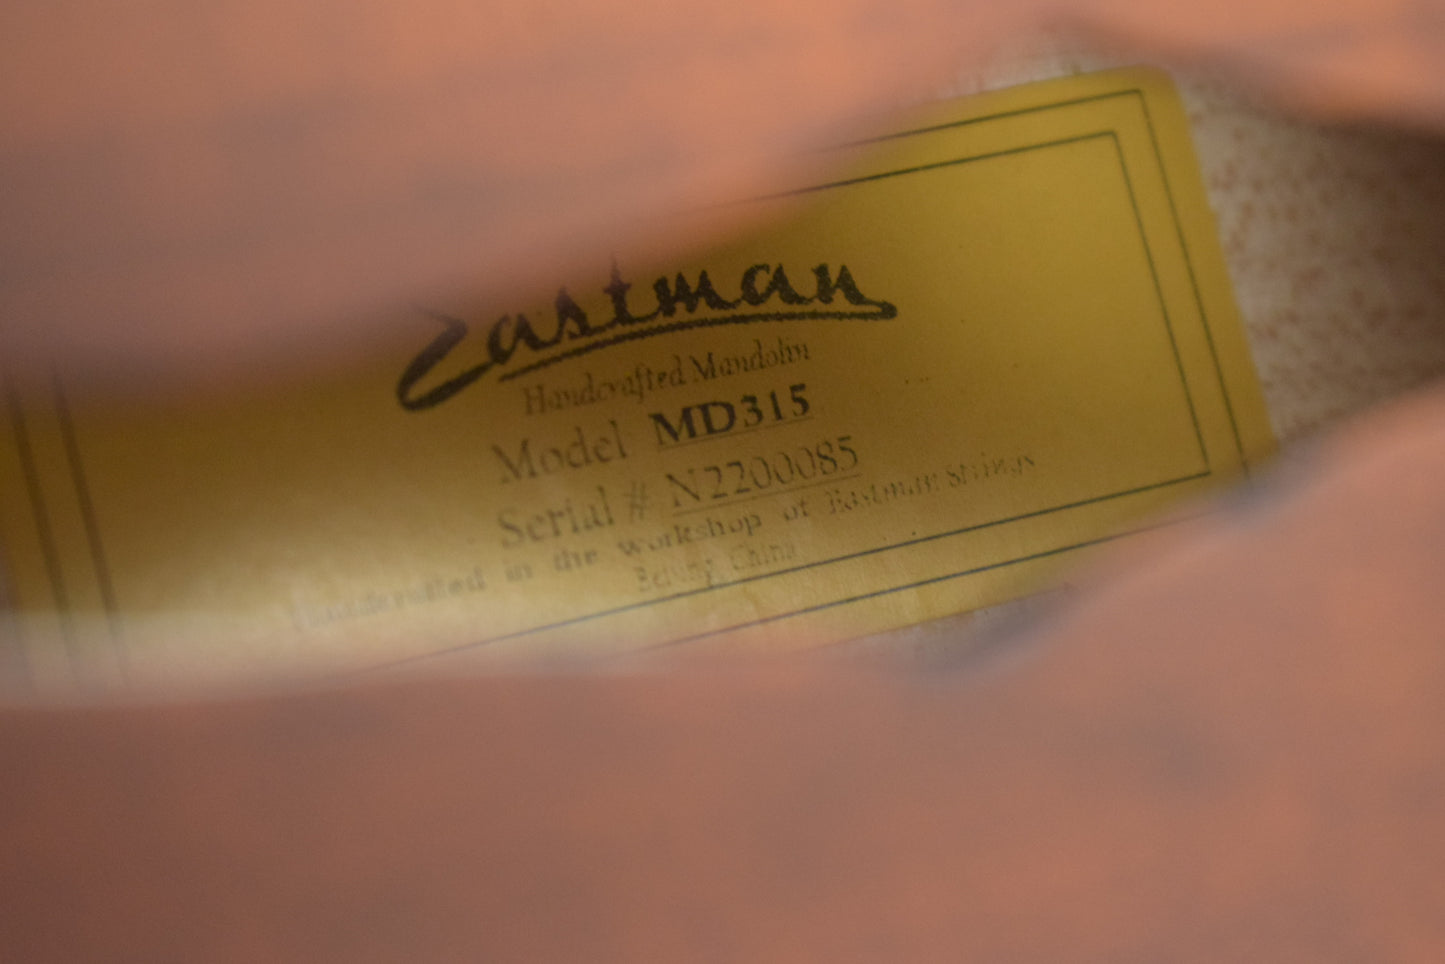 Eastman
Handcrafted Mandolin
Model MD315
Serial # N2200085
Handcrafted in the workshop of Eastman Strings
Beijing, China